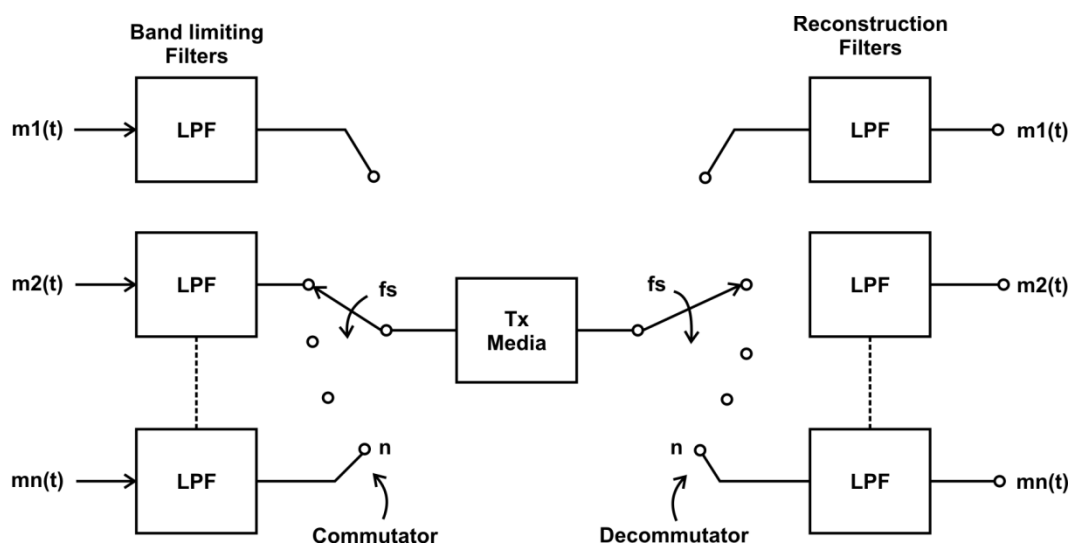 Band limiting
Filters
Reconstruction
Filters
m1(t)
LPF
LPF
m1(t)
m2(t)
LPF
fs
Tx
Media
fs
LPF
m2(t)
mn(t)
LPF
n
n
LPF
mn(t)
Commutator
Decommutator